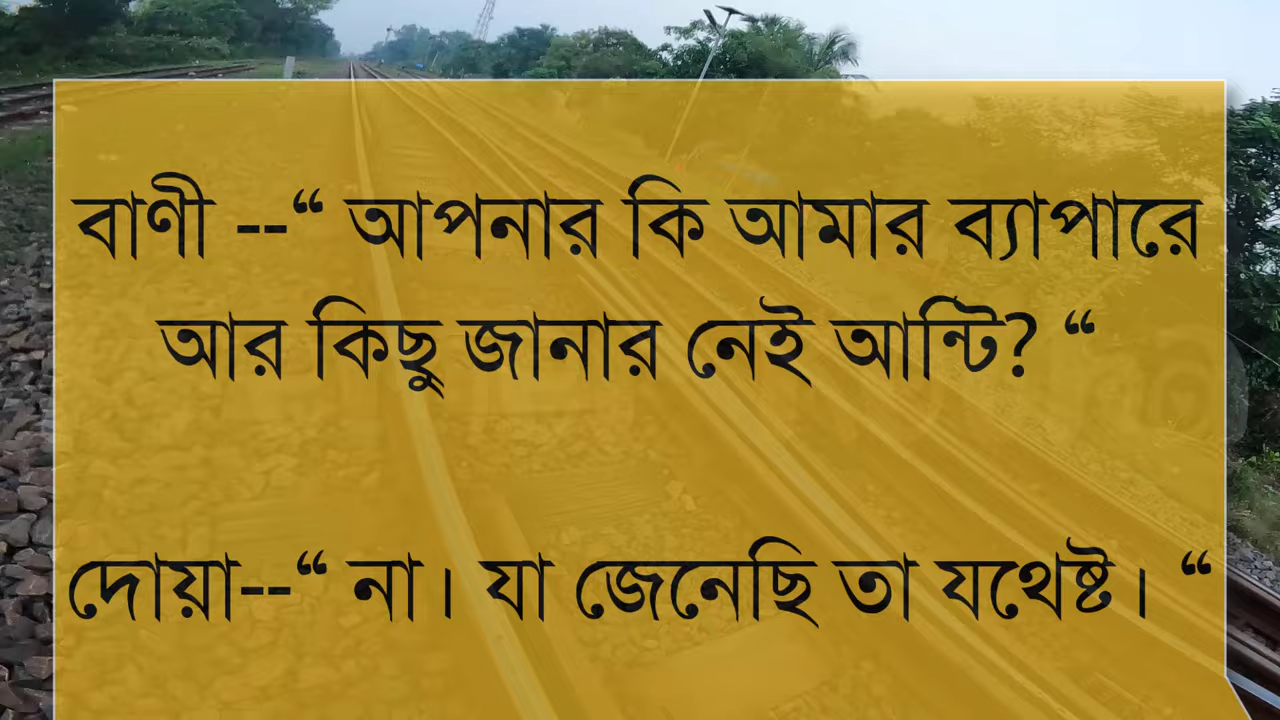 বাণী --“ আপনার কি আমার ব্যাপারে
আর কিছু জানার নেই আন্টি? “
দোয়া--“ না। যা জেনেছি তা যথেষ্ট। “